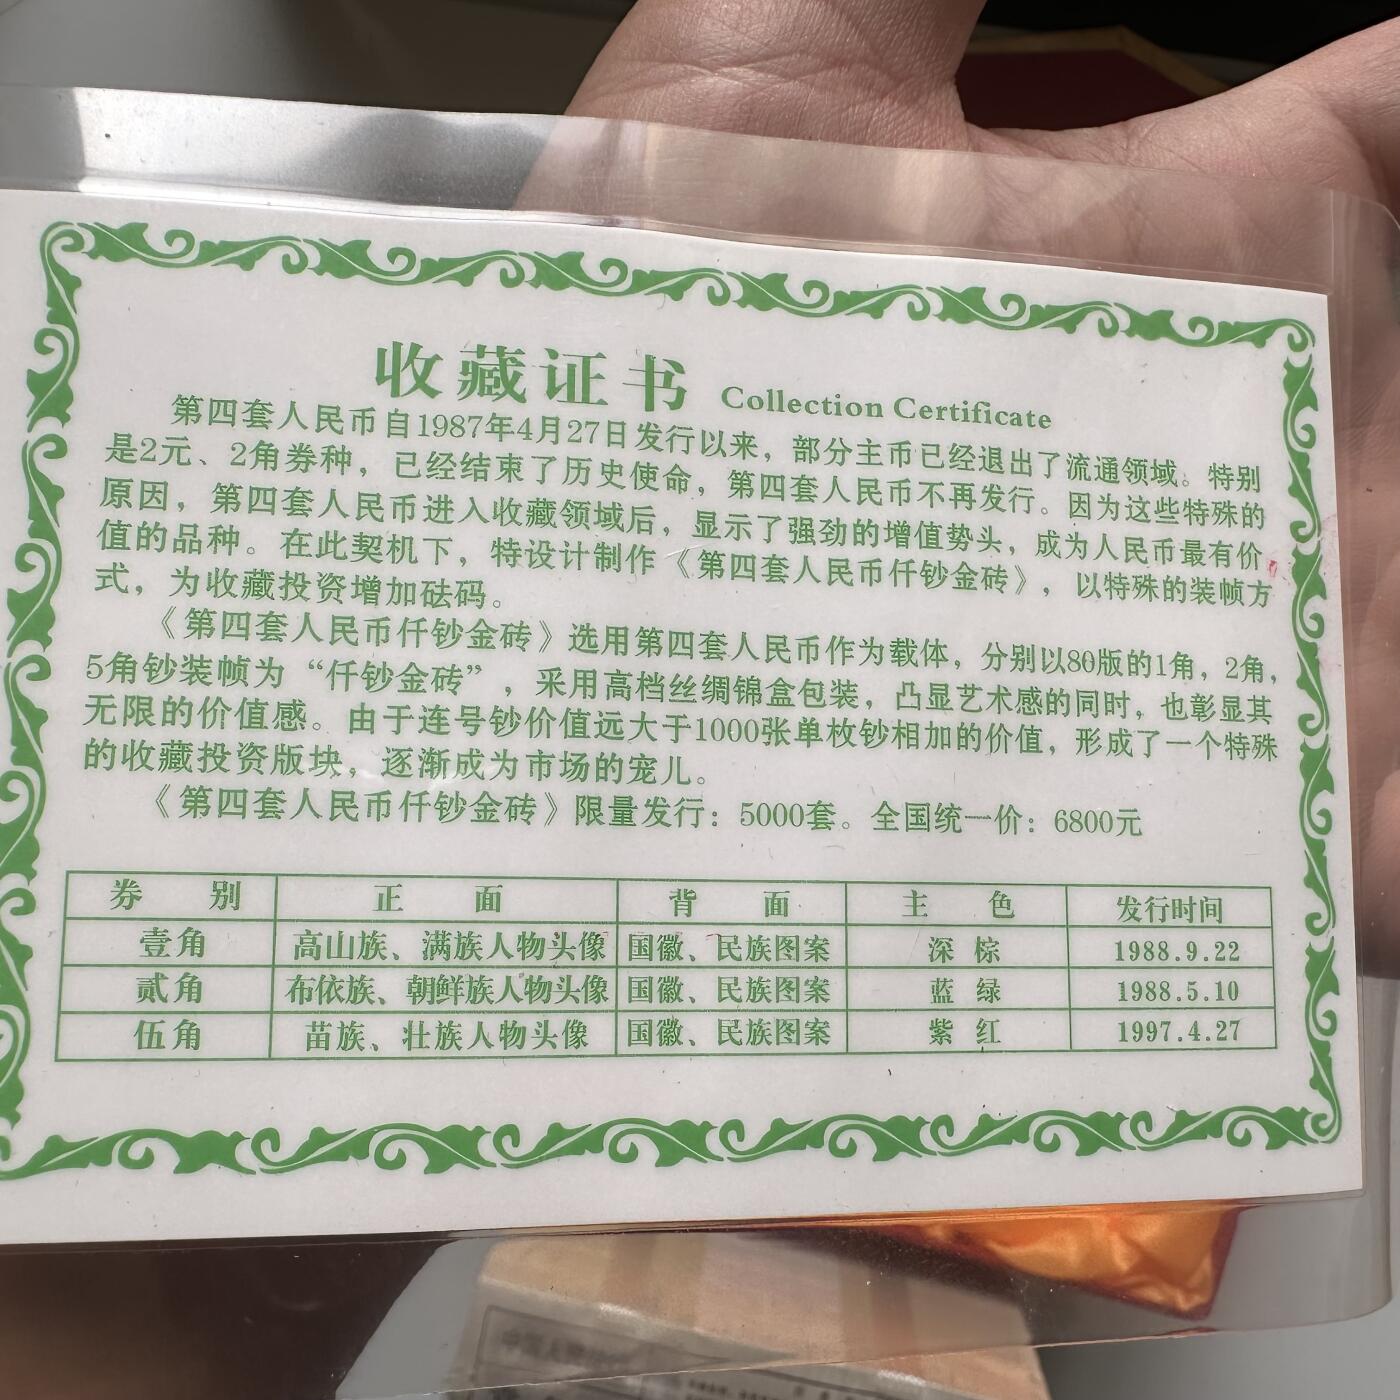 收藏证书 Collection Certificate
第四套人民币自1987年4月27日发行以来，部分主币已经退出了流通领域。特别
是2元、2角券种，已经结束了历史使命，第四套人民币不再发行。因为这些特殊的
原因，第四套人民币进入收藏领域后，显示了强劲的增值势头，成为人民币最有价
值的品种。在此契机下，特设计制作《第四套人民币仟钞金砖》，以特殊的装帧方
式，为收藏投资增加砝码。
《第四套人民币仟钞金砖》选用第四套人民币作为载体，分别以80版的1角，2角，
5角钞装帧为“仟钞金砖”，采用高档丝绸锦盒包装，凸显艺术感的同时，也彰显其
无限的价值感。由于连号钞价值远大于1000张单枚钞相加的价值，形成了一个特殊
的收藏投资版块，逐渐成为市场的宠儿。
《第四套人民币仟钞金砖》限量发行：5000套。全国统一价：6800元
券别 正面 背面 主色 发行时间
壹角 高山族、满族人物头像 国徽、民族图案 深棕 1988.9.22
贰角 布依族、朝鲜族人物头像 国徽、民族图案 蓝绿 1988.5.10
伍角 苗族、壮族人物头像 国徽、民族图案 紫红 1997.4.27